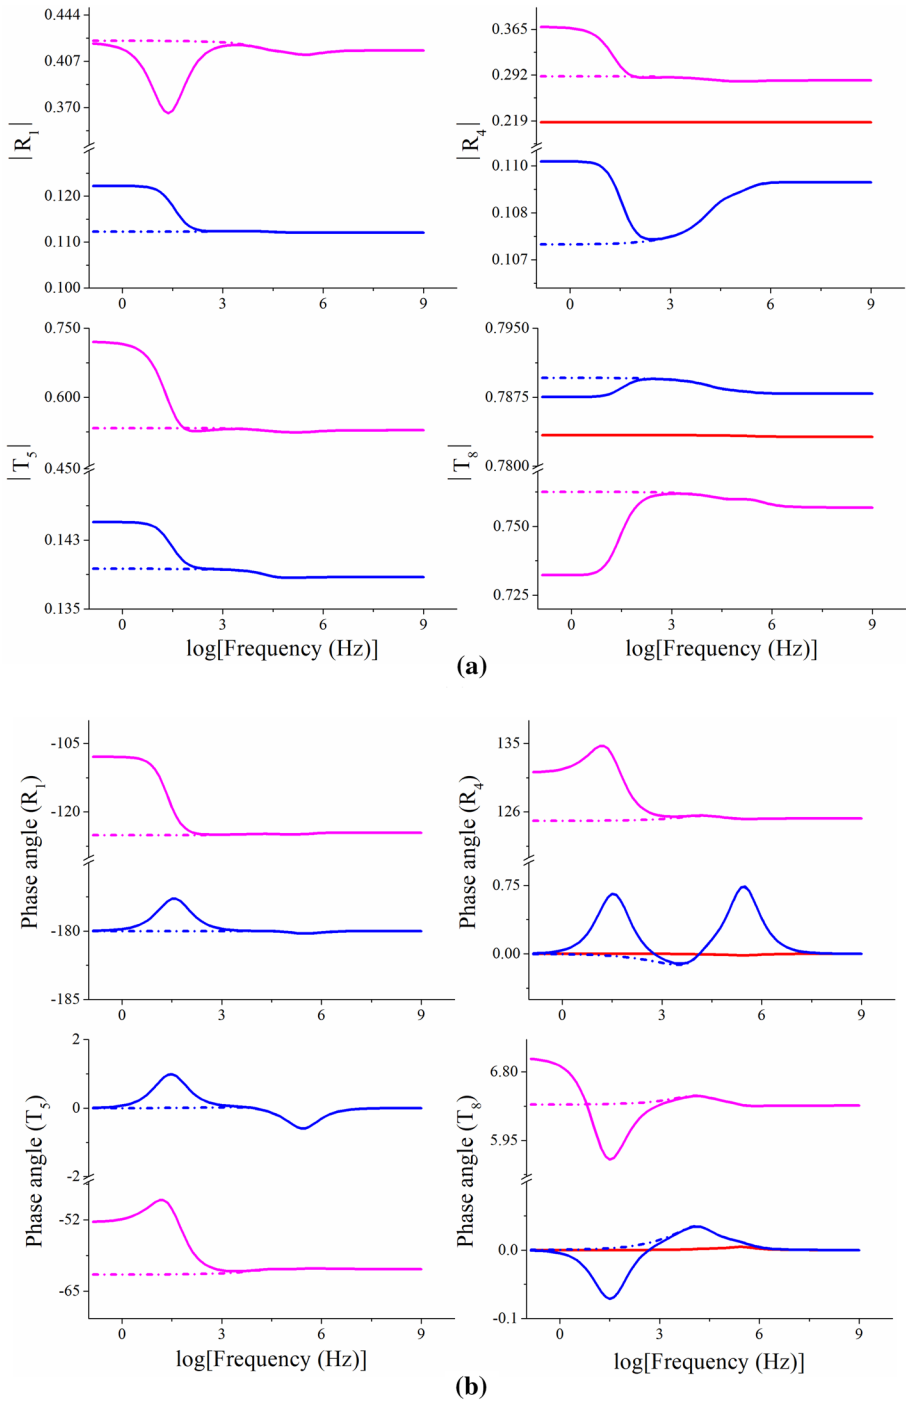 0.444
0.407
0.370
0.120
0.110
0.100
|R1|
0 3 6 9
0.365
0.292
0.219
0.110
0.108
0.107
|R4|
0 3 6 9
0.750
0.600
0.450
0.143
0.135
|T5|
0 3 6 9
log[Frequency (Hz)]
0.7950
0.7875
0.7800
0.750
0.725
|T8|
0 3 6 9
log[Frequency (Hz)]
(a)
-105
-120
-180
-185
Phase angle (R1)
0 3 6 9
135
126
0.75
0.00
Phase angle (R4)
0 3 6 9
2
0
-2
-52
-65
Phase angle (T5)
0 3 6 9
log[Frequency (Hz)]
6.80
5.95
0.0
-0.1
Phase angle (T8)
0 3 6 9
log[Frequency (Hz)]
(b)